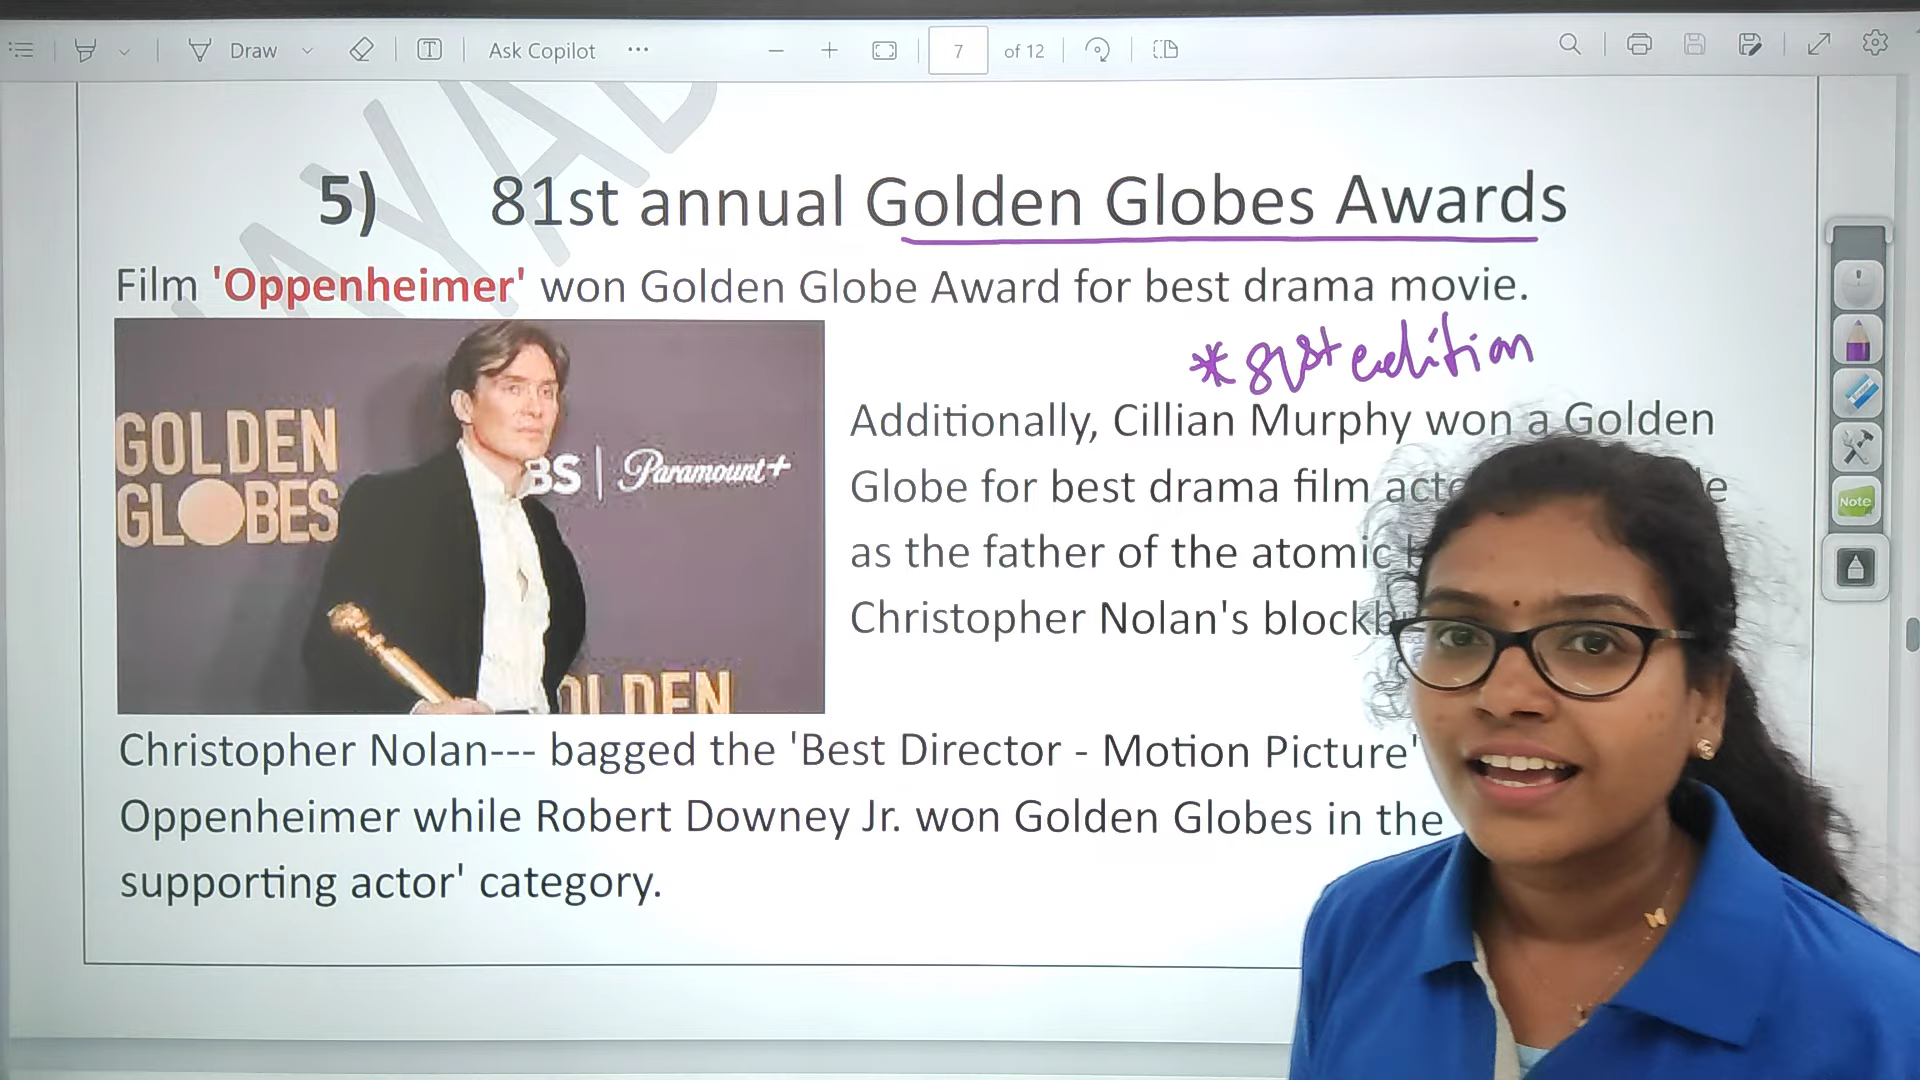 Draw
Ask Copilot
7 of 12
MAYAB
5) 81st annual Golden Globes Awards
Film 'Oppenheimer' won Golden Globe Award for best drama movie.
*81st edition
GOLDEN
GLOBES
BS | Paramount+
OLDEN
Additionally, Cillian Murphy won a Golden
Globe for best drama film
as the father of the atomic
Christopher Nolan's
Christopher Nolan--- bagged the 'Best Director - Motion Picture'
Oppenheimer while Robert Downey Jr. won Golden Globes in the
supporting actor' category.
Note